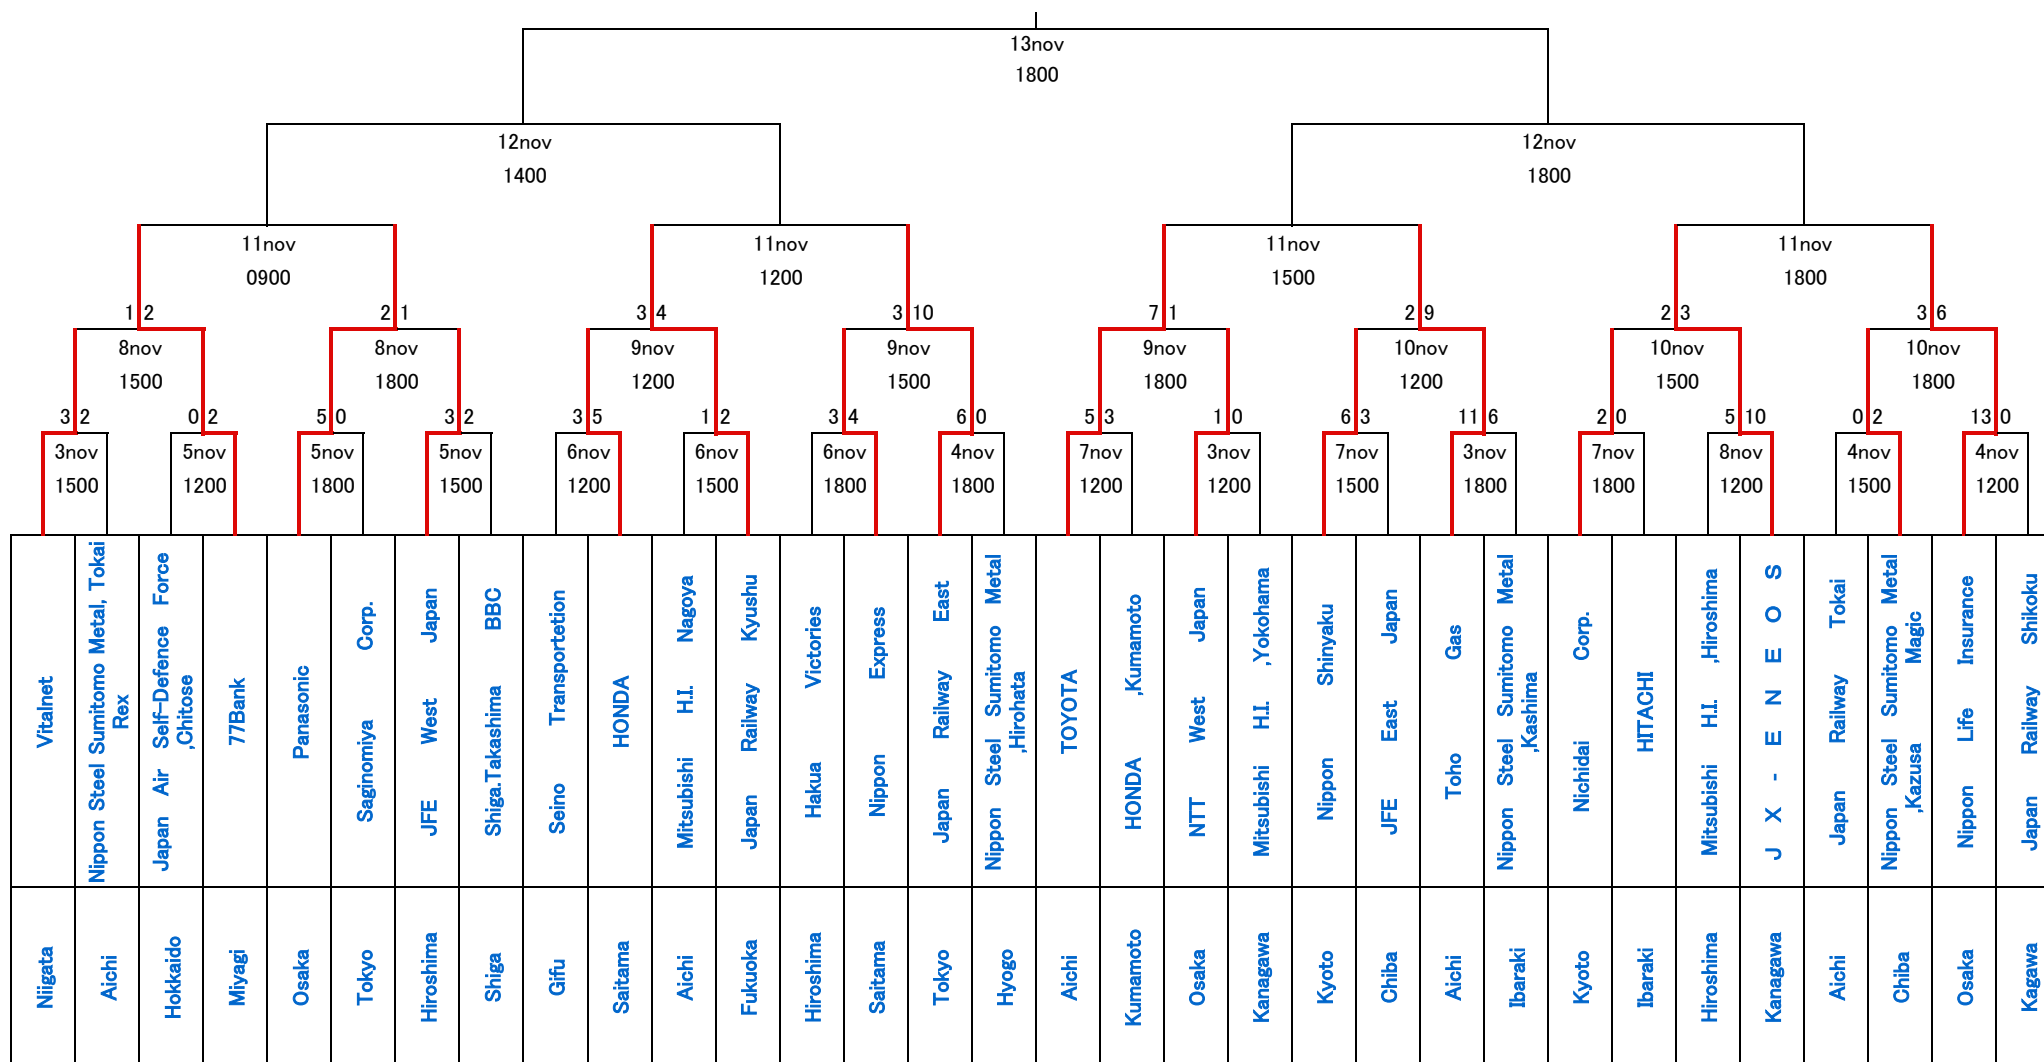 13nov
1800
12nov
12nov
1400
1800
11nov
11nov
11nov
11nov
0900
1200
1500
1800
1 2
2 1
3 4
3 10
7 1
2 9
2 3
3 6
8nov
8nov
9nov
9nov
9nov
10nov
10nov
10nov
1500
1800
1200
1500
1800
1200
1500
1800
3 2
0 2
5 0
3 2
3 5
1 2
3 4
6 0
5 3
1 0
6 3
11 6
2 0
5 10
0 2
13 0
3nov
5nov
5nov
5nov
6nov
6nov
6nov
4nov
7nov
3nov
7nov
3nov
7nov
8nov
4nov
4nov
1500
1200
1800
1500
1200
1500
1800
1800
1200
1200
1500
1800
1800
1200
1500
1200
Vitalnet
Nippon Steel Sumitomo Metal, Tokai
Rex
Japan Air Self-Defence Force
,Chitose
77Bank
Panasonic
Saginomiya Corp.
JFE West Japan
Shiga.Takashima BBC
Seino Transportetion
HONDA
Mitsubishi H.I. Nagoya
Japan Railway Kyushu
Hakua Victories
Nippon Express
Japan Railway East
Nippon Steel Sumitomo Metal
,Hirohata
TOYOTA
HONDA ,Kumamoto
NTT West Japan
Mitsubishi H.I. ,Yokohama
Nippon Shinyaku
JFE East Japan
Toho Gas
Nippon Steel Sumitomo Metal
,Kashima
Nichidai Corp.
HITACHI
Mitsubishi H.I. ,Hiroshima
J X - E N E O S
Japan Railway Tokai
Nippon Steel Sumitomo Metal
,Kazusa Magic
Nippon Life Insurance
Japan Railway Shikoku
Niigata
Aichi
Hokkaido
Miyagi
Osaka
Tokyo
Hiroshima
Shiga
Gifu
Saitama
Aichi
Fukuoka
Hiroshima
Saitama
Tokyo
Hyogo
Aichi
Kumamoto
Osaka
Kanagawa
Kyoto
Chiba
Aichi
Ibaraki
Kyoto
Ibaraki
Hiroshima
Kanagawa
Aichi
Chiba
Osaka
Kagawa